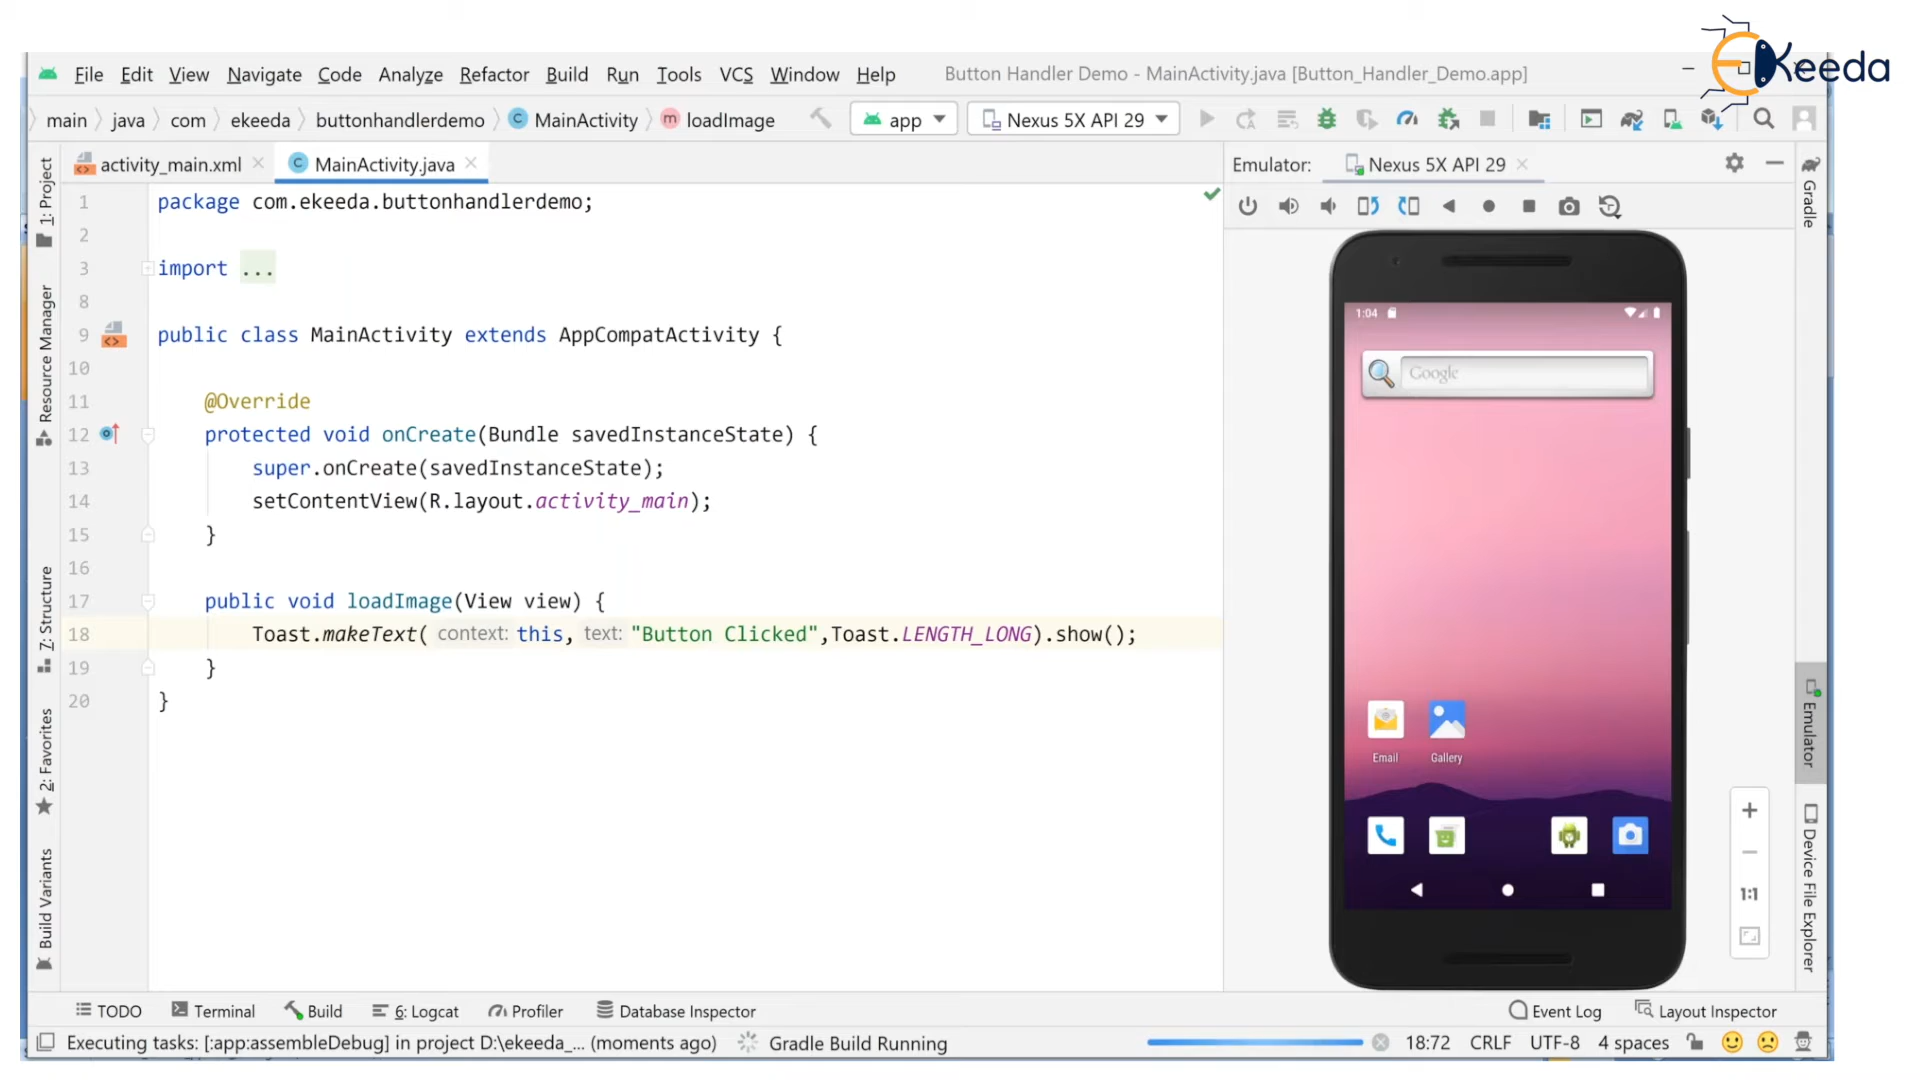 Keeda
File Edit View Navigate Code Analyze Refactor Build Run Tools VCS Window Help Button Handler Demo - MainActivity.java [Button_Handler_Demo.app]
main java com ekeeda buttonhandlerdemo C MainActivity m loadImage app Nexus 5X API 29
activity_main.xml C MainActivity.java Emulator: Nexus 5X API 29
1 package com.ekeeda.buttonhandlerdemo;
2
3 import ...
8
9 public class MainActivity extends AppCompatActivity {
10
11 @Override
12 protected void onCreate(Bundle savedInstanceState) {
13 super.onCreate(savedInstanceState);
14 setContentView(R.layout.activity_main);
15 }
16
17 public void loadImage(View view) {
18 Toast.makeText( context: this, text: "Button Clicked",Toast.LENGTH_LONG).show();
19 }
20 }
1: Project
Resource Manager
7: Structure
2: Favorites
Build Variants
1:04
Google
Email Gallery
Gradle
Emulator
Device File Explorer
1:1
TODO Terminal Build 6: Logcat Profiler Database Inspector Event Log Layout Inspector
Executing tasks: [:app:assembleDebug] in project D:\ekeeda_... (moments ago) Gradle Build Running 18:72 CRLF UTF-8 4 spaces